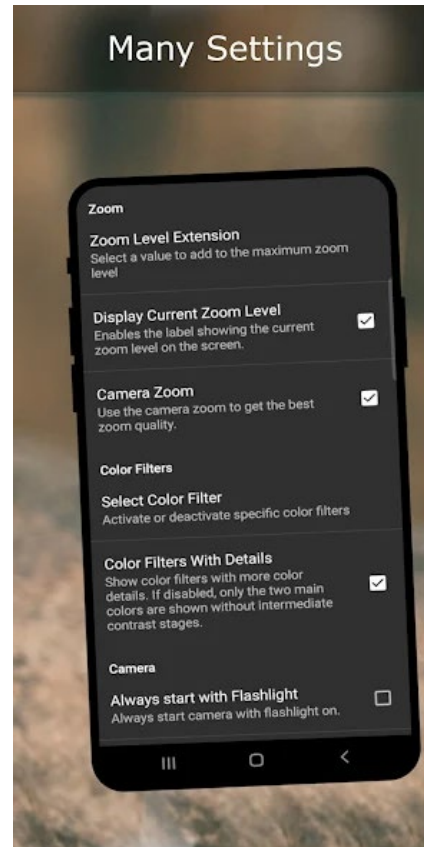 Many Settings
Zoom
Zoom Level Extension
Select a value to add to the maximum zoom
level
Display Current Zoom Level
Enables the label showing the current
zoom level on the screen.
Camera Zoom
Use the camera zoom to get the best
zoom quality.
Color Filters
Select Color Filter
Activate or deactivate specific color filters
Color Filters With Details
Show color filters with more color
details. If disabled, only the two main
colors are shown without intermediate
contrast stages.
Camera
Always start with Flashlight
Always start camera with flashlight on.